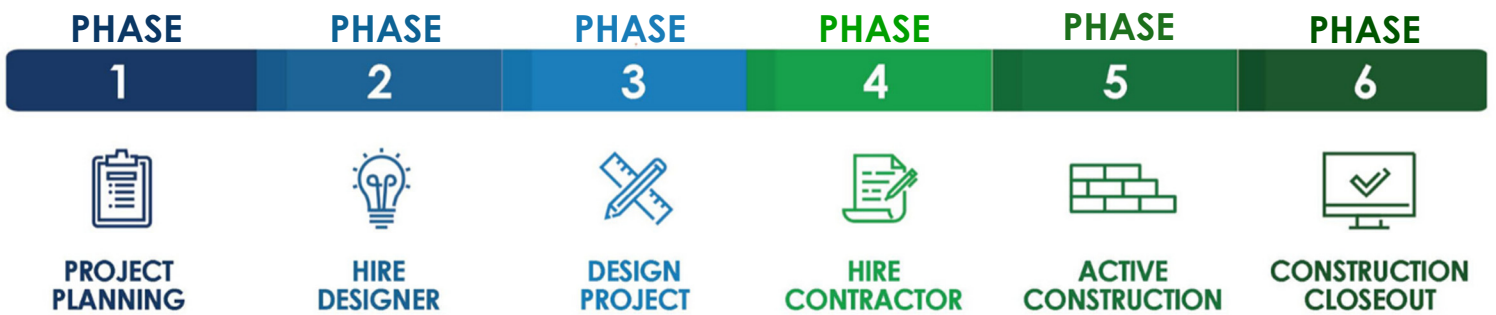 PHASE PHASE PHASE PHASE PHASE PHASE
1 2 3 4 5 6
PROJECT
PLANNING
HIRE
DESIGNER
DESIGN
PROJECT
HIRE
CONTRACTOR
ACTIVE
CONSTRUCTION
CONSTRUCTION
CLOSEOUT